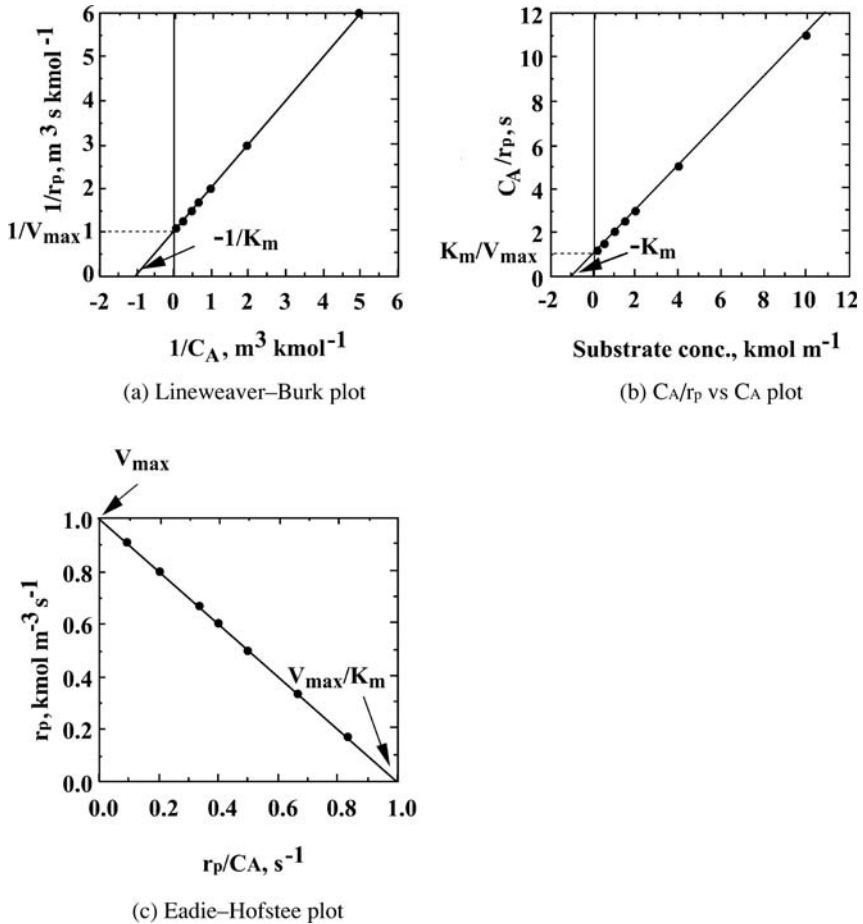 6
5
4
3
2
1
0
1/rp, m 3 s kmol−1
1/Vmax
−1/Km
-2 -1 0 1 2 3 4 5 6
1/CA, m3 kmol−1
(a) Lineweaver–Burk plot
12
10
8
6
4
2
0
CA/rp, s
Km/Vmax
−Km
-2 0 2 4 6 8 10 12
Substrate conc., kmol m−1
(b) CA/rp vs CA plot
Vmax
1.0
0.8
0.6
0.4
0.2
0.0
rp, kmol m−3 s−1
Vmax/Km
0.0 0.2 0.4 0.6 0.8 1.0
rp/CA, s−1
(c) Eadie–Hofstee plot